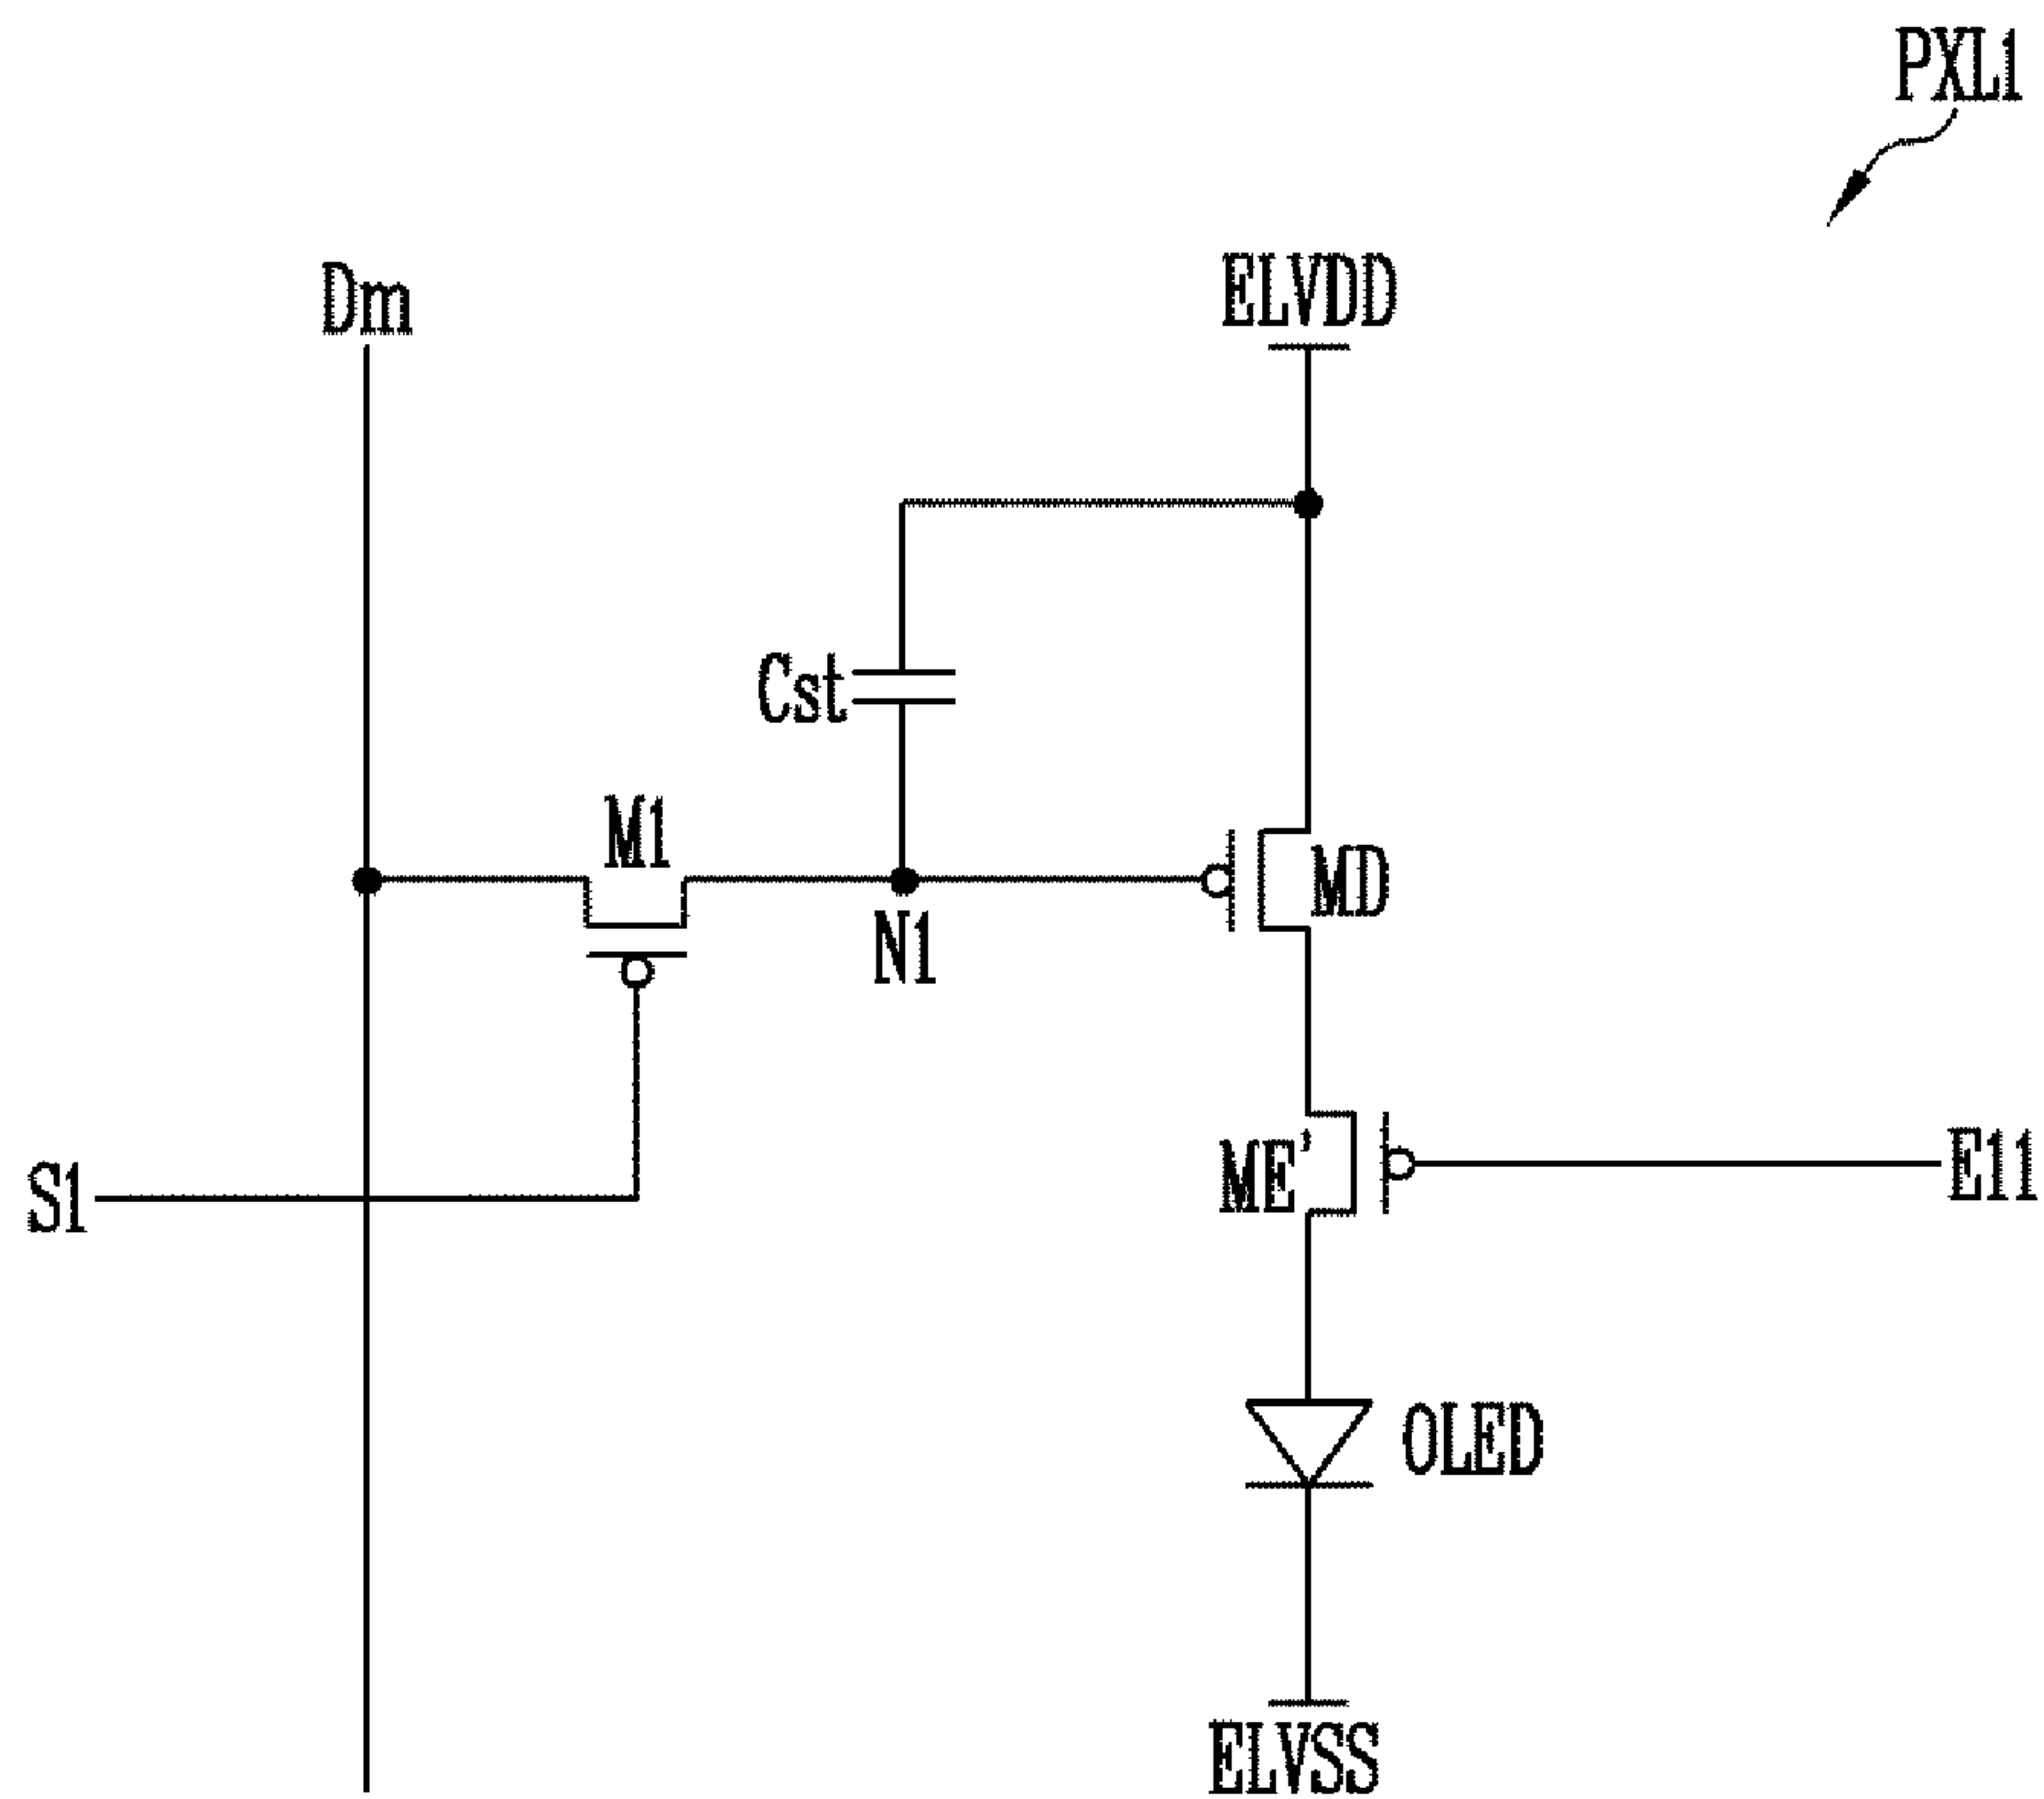 PXL1
Dm
ELVDD
Cst
M1
MD
N1
ME'
E11
S1
OLED
ELVSS